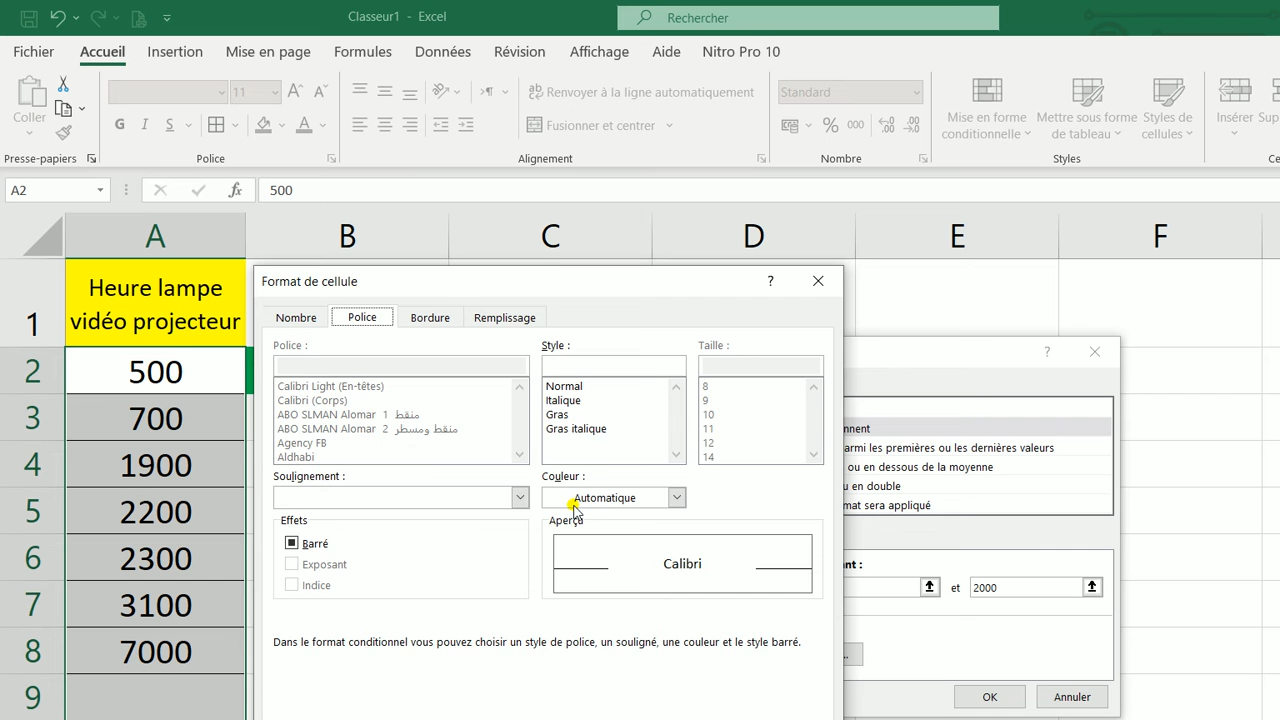 Classeur1 - Excel
Rechercher
Fichier Accueil Insertion Mise en page Formules Données Révision Affichage Aide Nitro Pro 10
Coller
11
Renvoyer à la ligne automatiquement
Standard
Mise en forme conditionnelle
Mettre sous forme de tableau
Styles de cellules
Insérer
Sup
G I S
Fusionner et centrer
% 000
Presse-papiers Police Alignement Nombre Styles Ce
A2 fx 500
A B C D E F
1 Heure lampe
vidéo projecteur
2 500
3 700
4 1900
5 2200
6 2300
7 3100
8 7000
9
Format de cellule ?
Nombre Police Bordure Remplissage
Police : Style : Taille :
Calibri Light (En-têtes) Normal 8
Calibri (Corps) Italique 9
ABO SLMAN Alomar 1 منقط Gras 10
ABO SLMAN Alomar 2 منقط ومسطر Gras italique 11
Agency FB 12
Aldhabi 14
Soulignement : Couleur :
Automatique
Effets Aperçu
Barré
Exposant
Indice
Calibri
Dans le format conditionnel vous pouvez choisir un style de police, un souligné, une couleur et le style barré.
?
nnent
armi les premières ou les dernières valeurs
ou en dessous de la moyenne
u en double
mat sera appliqué
ant :
et 2000
...
OK Annuler